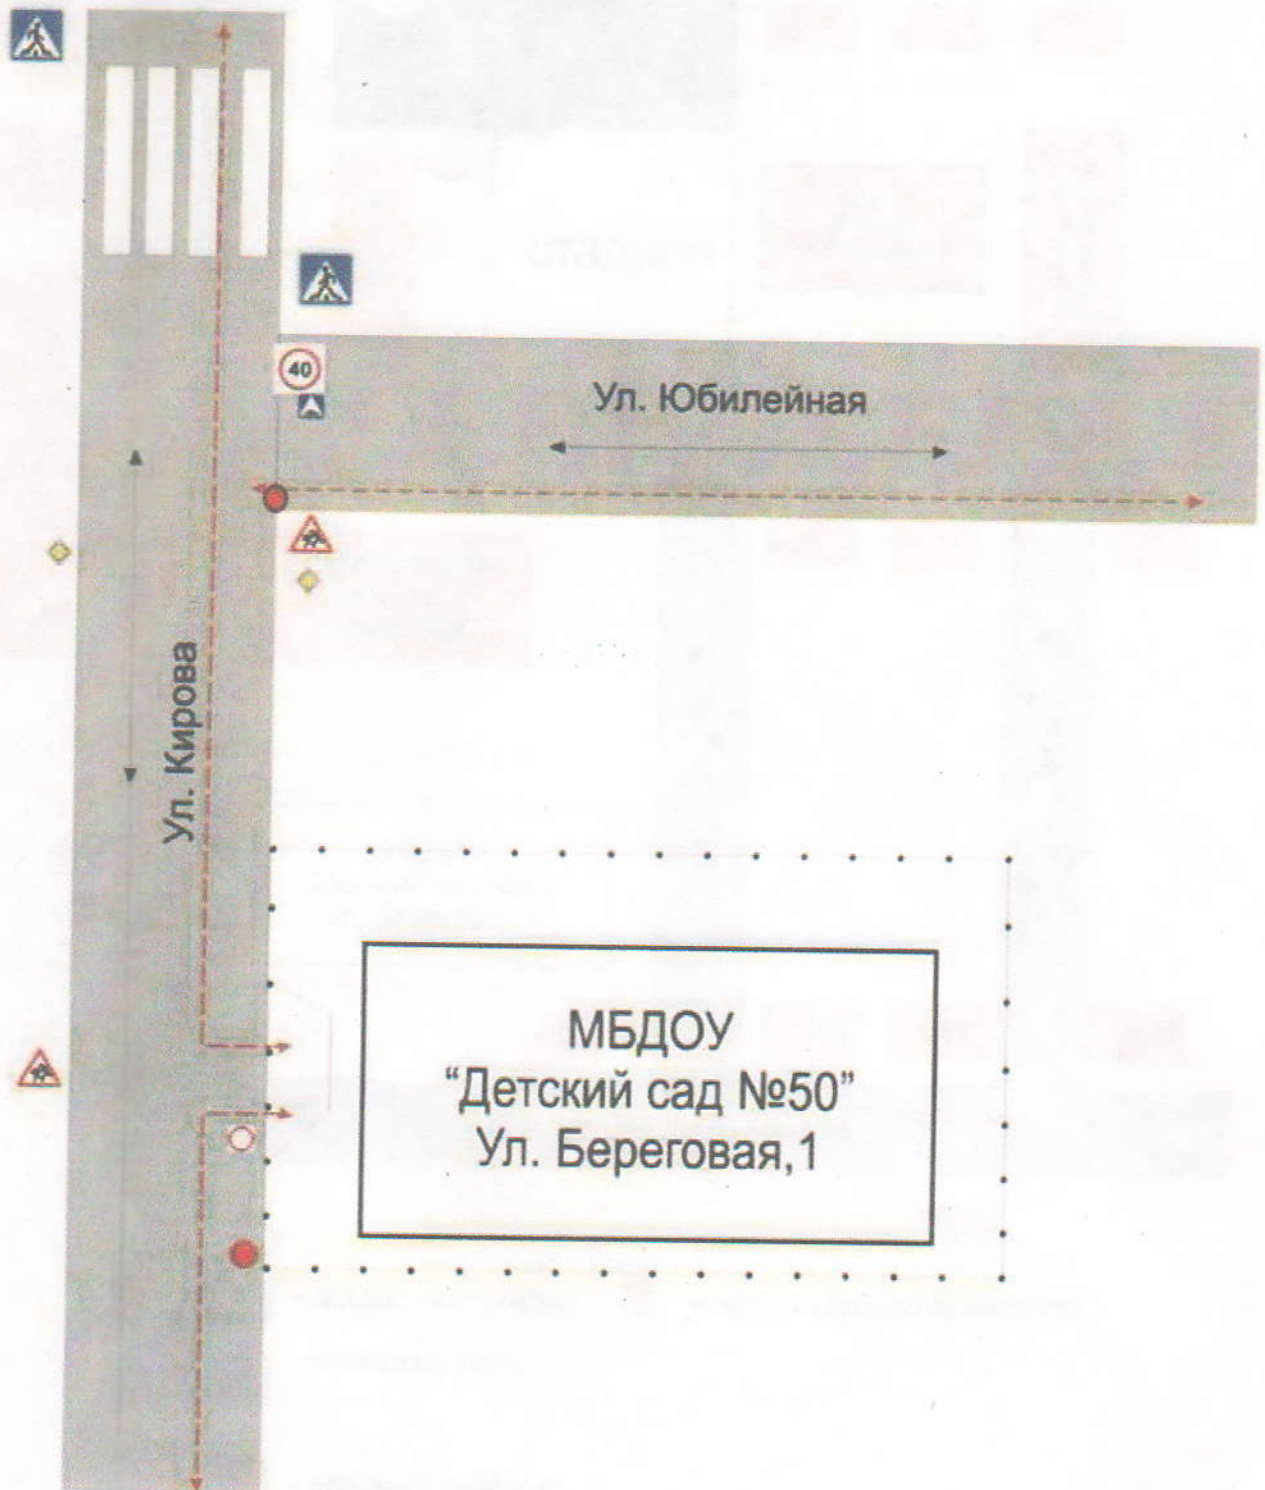 40
Ул. Юбилейная
Ул. Кирова
МБДОУ
“Детский сад №50”
Ул. Береговая,1